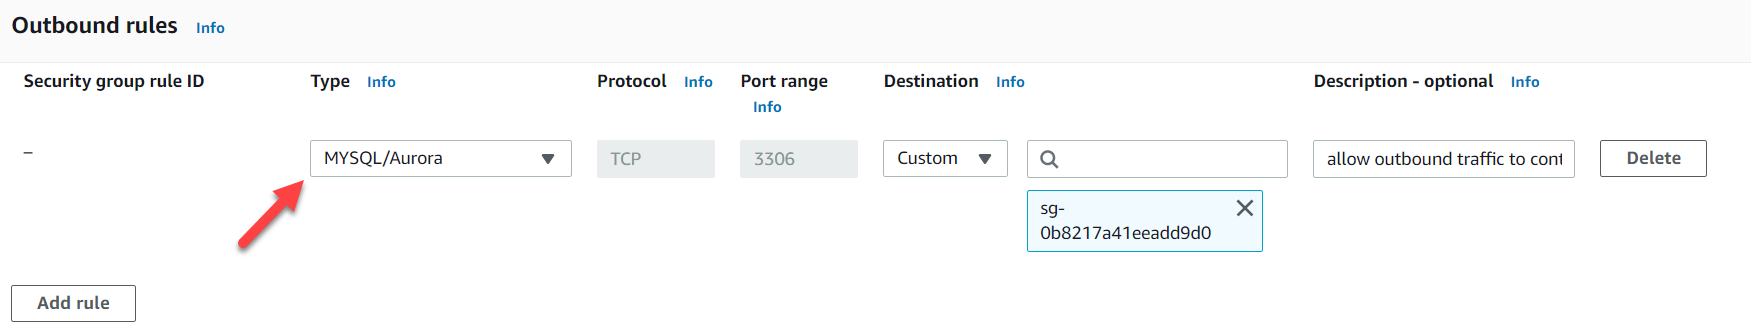 Outbound rules Info
Security group rule ID Type Info Protocol Info Port range Info Destination Info Description - optional Info
– MYSQL/Aurora TCP 3306 Custom allow outbound traffic to cont Delete
sg-
0b8217a41eeadd9d0
Add rule